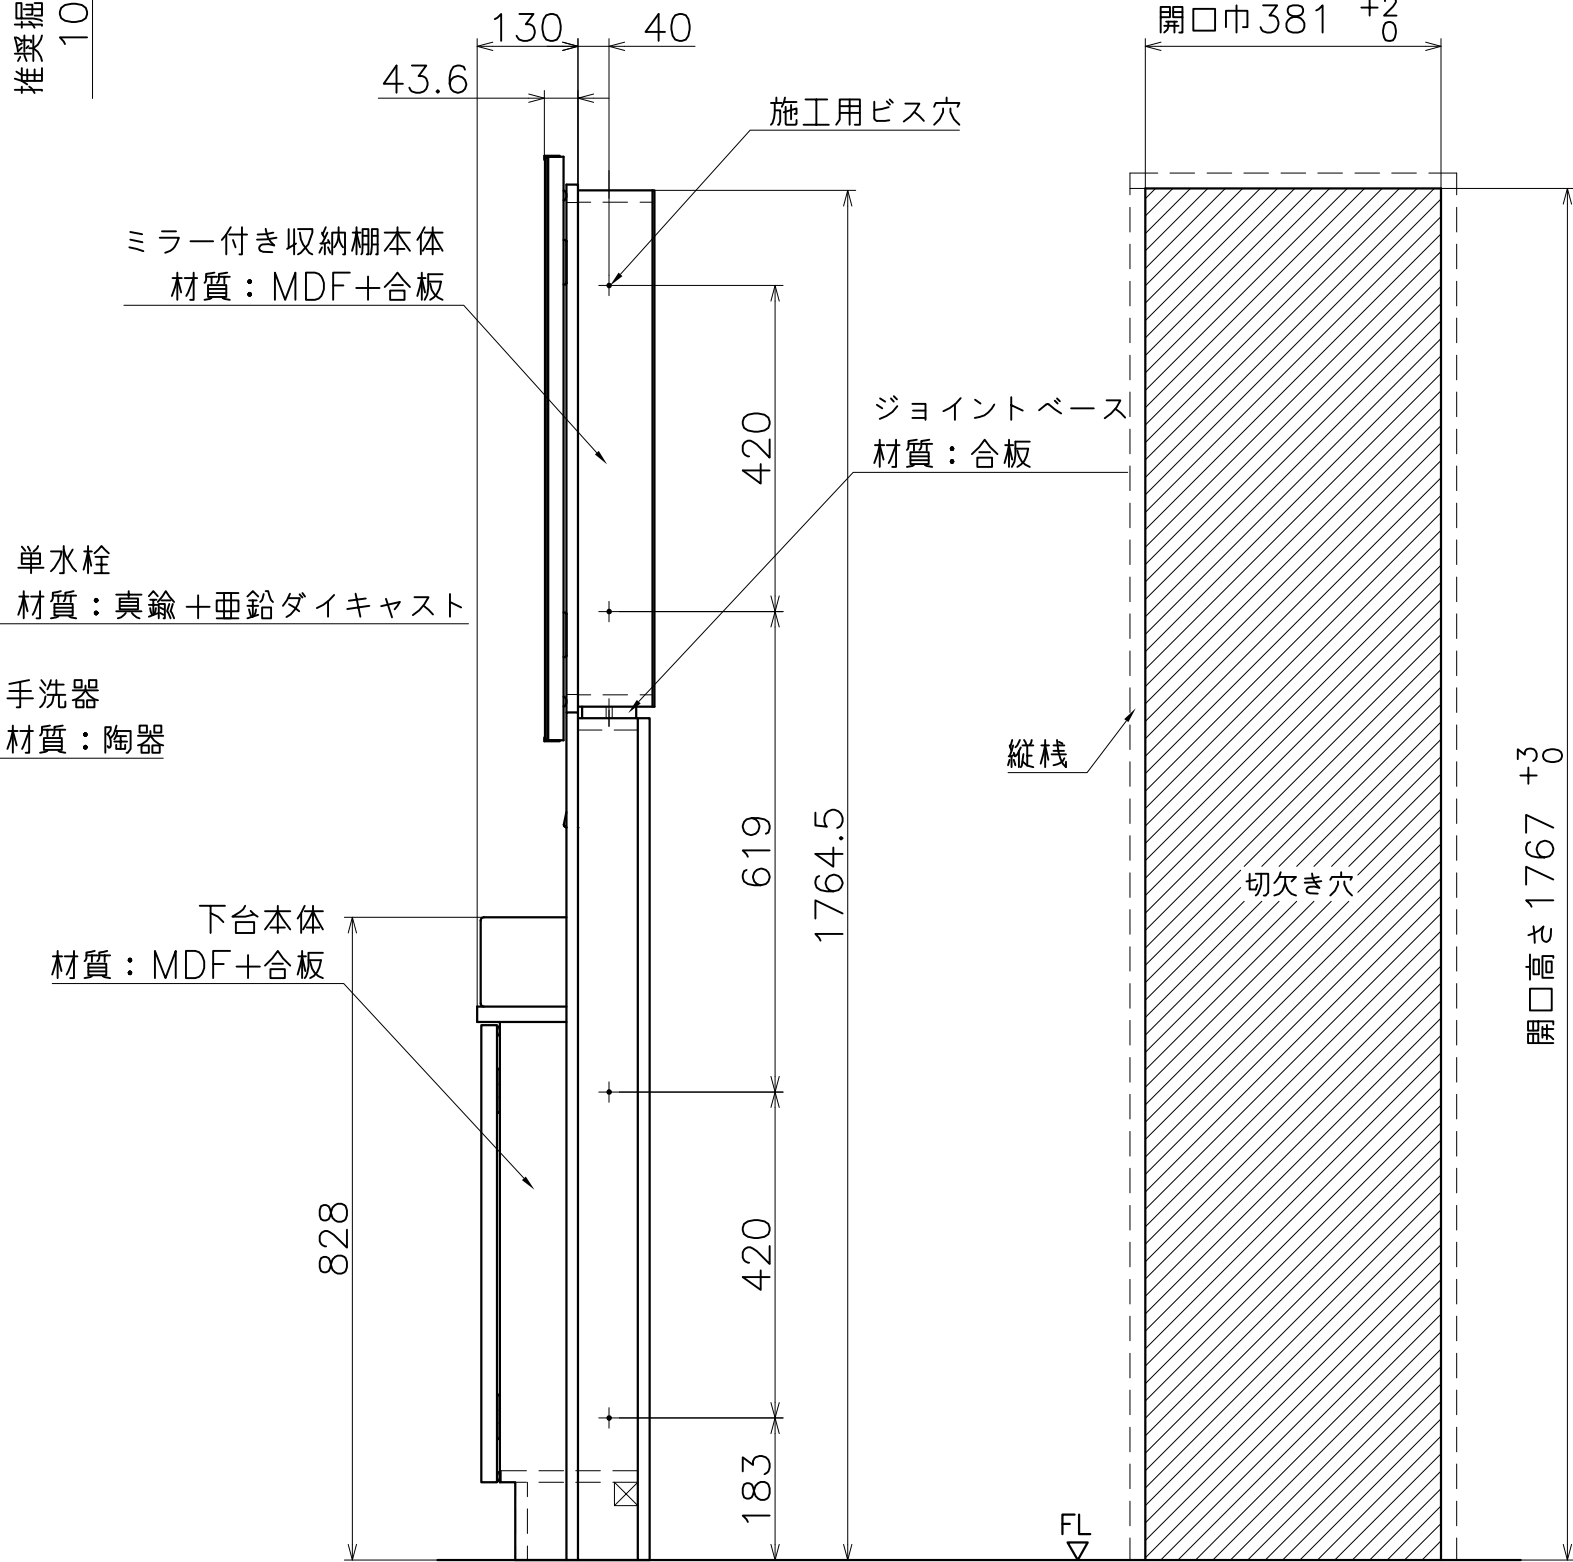 推奨掘
10
130
40
43.6
開口巾381 +2 0
施工用ビス穴
ミラー付き収納棚本体
材質：MDF＋合板
420
ジョイントベース
材質：合板
単水栓
材質：真鍮＋亜鉛ダイキャスト
手洗器
材質：陶器
縦桟
619
1764.5
開口高さ1767 +3 0
切欠き穴
下台本体
材質：MDF＋合板
828
420
183
FL